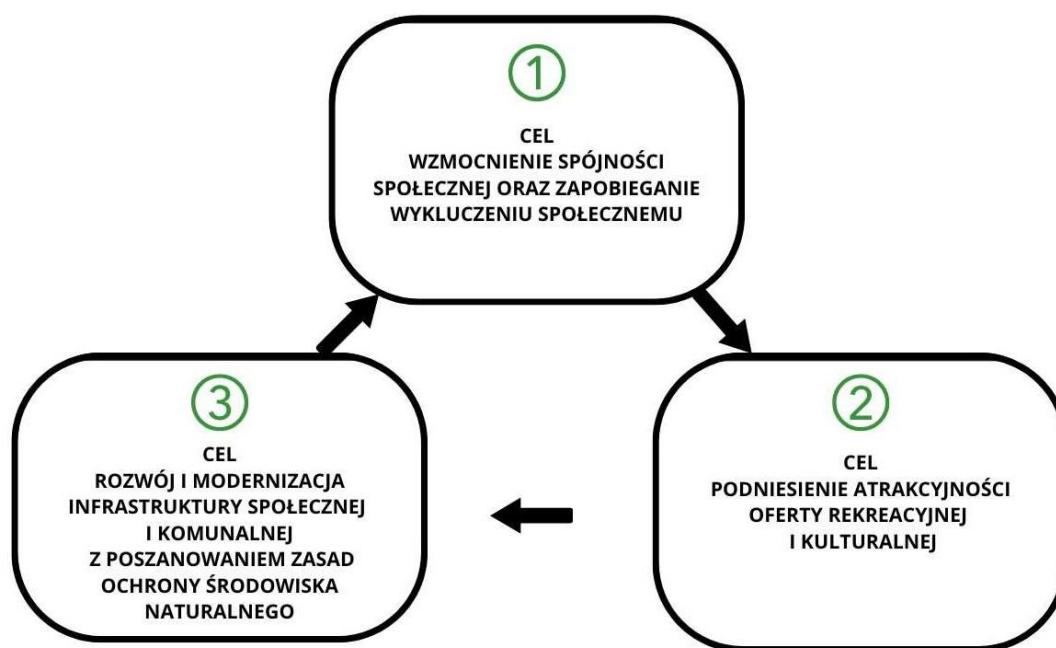 1
CEL
WZMOCNIENIE SPÓJNOŚCI
SPOŁECZNEJ ORAZ ZAPOBIEGANIE
WYKLUCZENIU SPOŁECZNEMU
2
CEL
PODNIESIENIE ATRAKCYJNOŚCI
OFERTY REKREACYJNEJ
I KULTURALNEJ
3
CEL
ROZWÓJ I MODERNIZACJA
INFRASTRUKTURY SPOŁECZNEJ
I KOMUNALNEJ
Z POSZANOWANIEM ZASAD
OCHRONY ŚRODOWISKA
NATURALNEGO